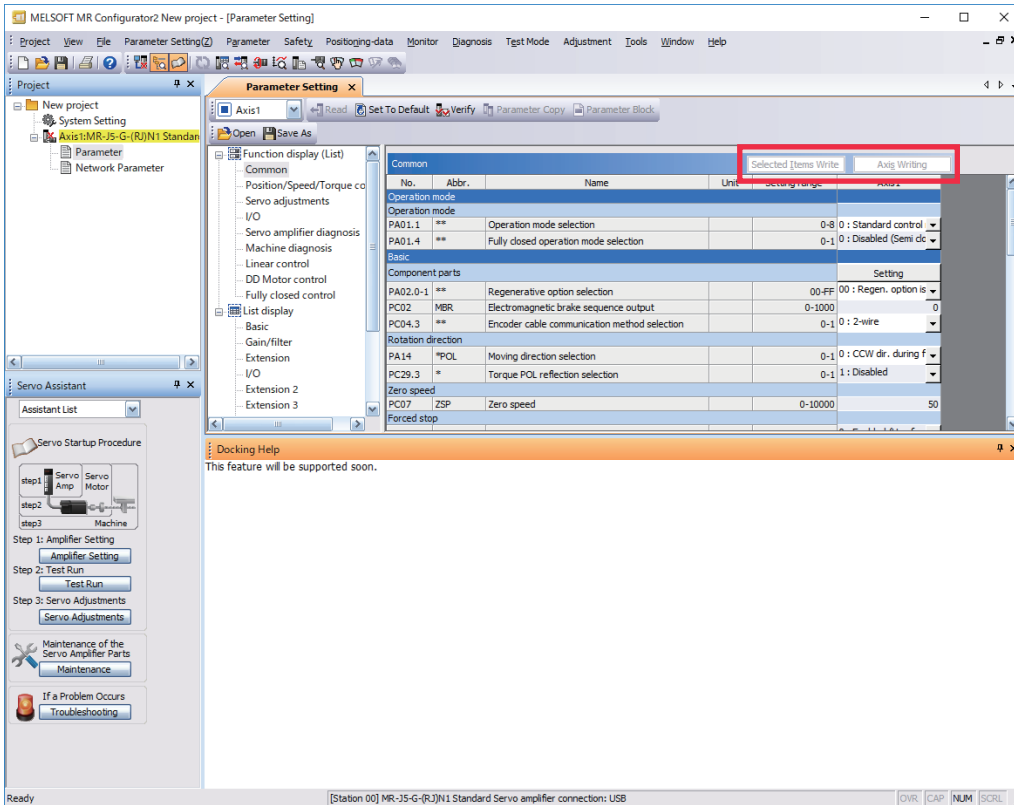 MELSOFT MR Configurator2 New project - [Parameter Setting]
Project View File Parameter Setting(Z) Parameter Safety Positioning-data Monitor Diagnosis Test Mode Adjustment Tools Window Help
Project
New project
System Setting
Axis1:MR-J5-G-(RJ)N1 Standar
Parameter
Network Parameter
Servo Assistant
Assistant List
Servo Startup Procedure
step1 Servo Amp Servo Motor
step2
step3 Machine
Step 1: Amplifier Setting
Amplifier Setting
Step 2: Test Run
Test Run
Step 3: Servo Adjustments
Servo Adjustments
Maintenance of the
Servo Amplifier Parts
Maintenance
If a Problem Occurs
Troubleshooting
Parameter Setting
Axis1 Read Set To Default Verify Parameter Copy Parameter Block
Open Save As
Function display (List)
Common
Position/Speed/Torque co
Servo adjustments
I/O
Servo amplifier diagnosis
Machine diagnosis
Linear control
DD Motor control
Fully closed control
List display
Basic
Gain/filter
Extension
I/O
Extension 2
Extension 3
Common Selected Items Write Axis Writing
No. Abbr. Name Unit Setting range Axis1
Operation mode
Operation mode
PA01.1 ** Operation mode selection 0-8 0 : Standard control
PA01.4 ** Fully closed operation mode selection 0-1 0 : Disabled (Semi clo
Basic
Component parts Setting
PA02.0-1 ** Regenerative option selection 00-FF 00 : Regen. option is
PC02 MBR Electromagnetic brake sequence output 0-1000 0
PC04.3 ** Encoder cable communication method selection 0-1 0 : 2-wire
Rotation direction
PA14 *POL Moving direction selection 0-1 0 : CCW dir. during f
PC29.3 * Torque POL reflection selection 0-1 1 : Disabled
Zero speed
PC07 ZSP Zero speed 0-10000 50
Forced stop
Docking Help
This feature will be supported soon.
Ready [Station 00] MR-J5-G-(RJ)N1 Standard Servo amplifier connection: USB OVR CAP NUM SCRL